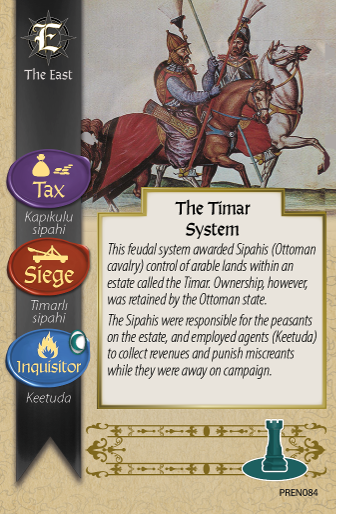 E
The East
Tax
Kapıkulu
sipahi
Siege
Timarlı
sipahi
Inquisitor
Keetuda
The Timar
System
This feudal system awarded Sipahis (Ottoman
cavalry) control of arable lands within an
estate called the Timar. Ownership, however,
was retained by the Ottoman state.
The Sipahis were responsible for the peasants
on the estate, and employed agents (Keetuda)
to collect revenues and punish miscreants
while they were away on campaign.
PREN084